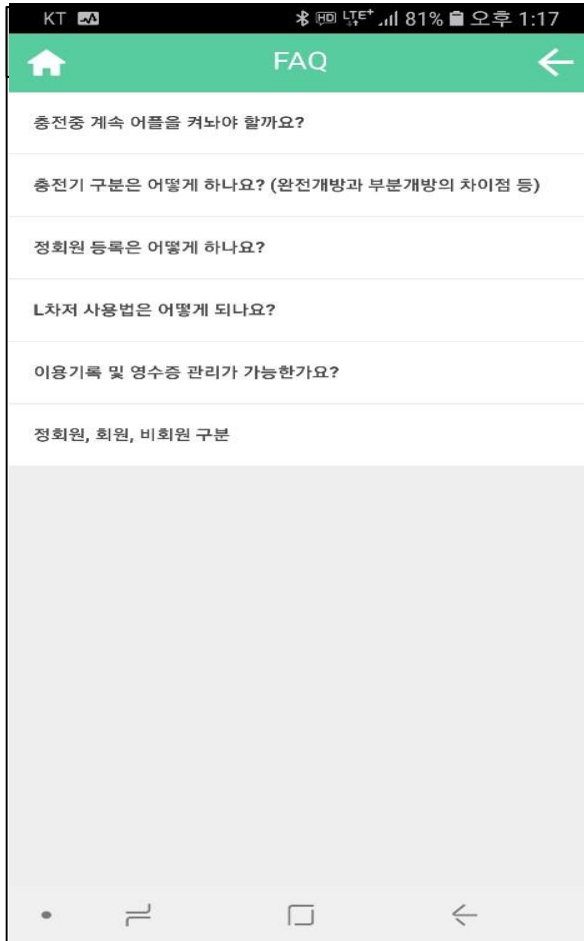 KT HD LTE+ 81% 오후 1:17
FAQ
충전중 계속 어플을 켜놔야 할까요?
충전기 구분은 어떻게 하나요? (완전개방과 부분개방의 차이점 등)
정회원 등록은 어떻게 하나요?
L차저 사용법은 어떻게 되나요?
이용기록 및 영수증 관리가 가능한가요?
정회원, 회원, 비회원 구분